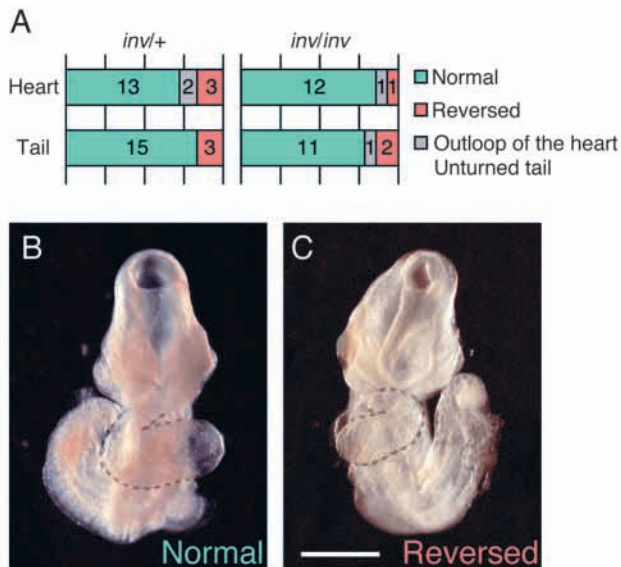 A
inv/+ inv/inv
Heart 13 2 3 12 1 1 Normal
Reversed
Tail 15 3 11 1 2 Outloop of the heart
Unturned tail
B C
Normal Reversed